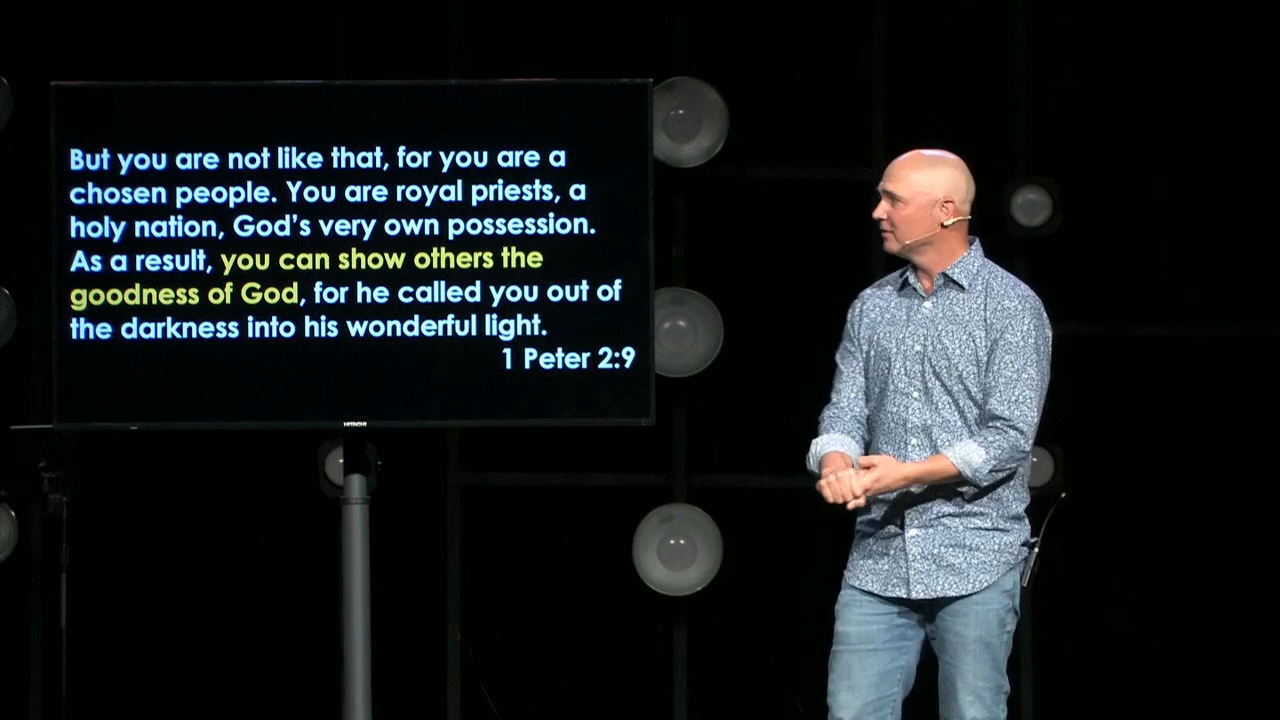 But you are not like that, for you are a
chosen people. You are royal priests, a
holy nation, God's very own possession.
As a result, you can show others the
goodness of God, for he called you out of
the darkness into his wonderful light.
1 Peter 2:9
HITACHI